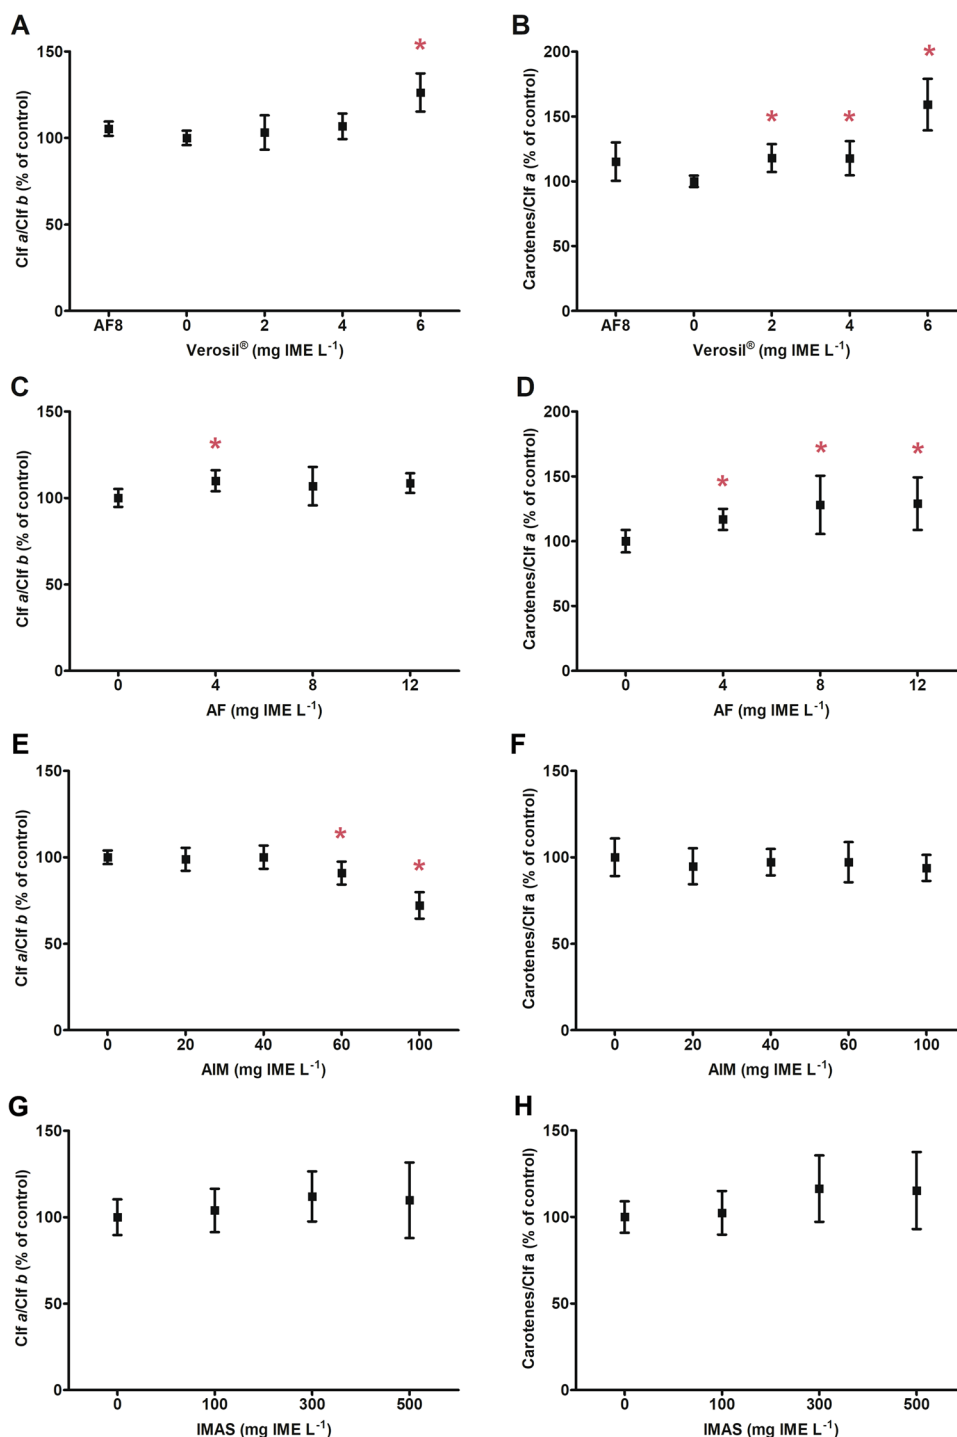 A
Clf a/Clf b (% of control)
150
100
50
0
AF8 0 2 4 6
Verosil® (mg IME L⁻¹)
*
B
Carotenes/Clf a (% of control)
200
150
100
50
0
AF8 0 2 4 6
Verosil® (mg IME L⁻¹)
* * *
C
Clf a/Clf b (% of control)
150
100
50
0
0 4 8 12
AF (mg IME L⁻¹)
*
D
Carotenes/Clf a (% of control)
200
150
100
50
0
0 4 8 12
AF (mg IME L⁻¹)
* * *
E
Clf a/Clf b (% of control)
150
100
50
0
0 20 40 60 100
AIM (mg IME L⁻¹)
* *
F
Carotenes/Clf a (% of control)
150
100
50
0
0 20 40 60 100
AIM (mg IME L⁻¹)
G
Clf a/Clf b (% of control)
150
100
50
0
0 100 300 500
IMAS (mg IME L⁻¹)
H
Carotenes/Clf a (% of control)
150
100
50
0
0 100 300 500
IMAS (mg IME L⁻¹)